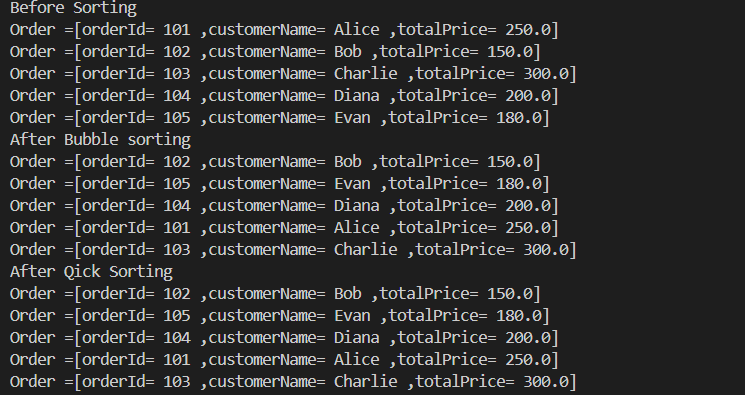 Before Sorting
Order =[orderId= 101 ,customerName= Alice ,totalPrice= 250.0]
Order =[orderId= 102 ,customerName= Bob ,totalPrice= 150.0]
Order =[orderId= 103 ,customerName= Charlie ,totalPrice= 300.0]
Order =[orderId= 104 ,customerName= Diana ,totalPrice= 200.0]
Order =[orderId= 105 ,customerName= Evan ,totalPrice= 180.0]
After Bubble sorting
Order =[orderId= 102 ,customerName= Bob ,totalPrice= 150.0]
Order =[orderId= 105 ,customerName= Evan ,totalPrice= 180.0]
Order =[orderId= 104 ,customerName= Diana ,totalPrice= 200.0]
Order =[orderId= 101 ,customerName= Alice ,totalPrice= 250.0]
Order =[orderId= 103 ,customerName= Charlie ,totalPrice= 300.0]
After Qick Sorting
Order =[orderId= 102 ,customerName= Bob ,totalPrice= 150.0]
Order =[orderId= 105 ,customerName= Evan ,totalPrice= 180.0]
Order =[orderId= 104 ,customerName= Diana ,totalPrice= 200.0]
Order =[orderId= 101 ,customerName= Alice ,totalPrice= 250.0]
Order =[orderId= 103 ,customerName= Charlie ,totalPrice= 300.0]